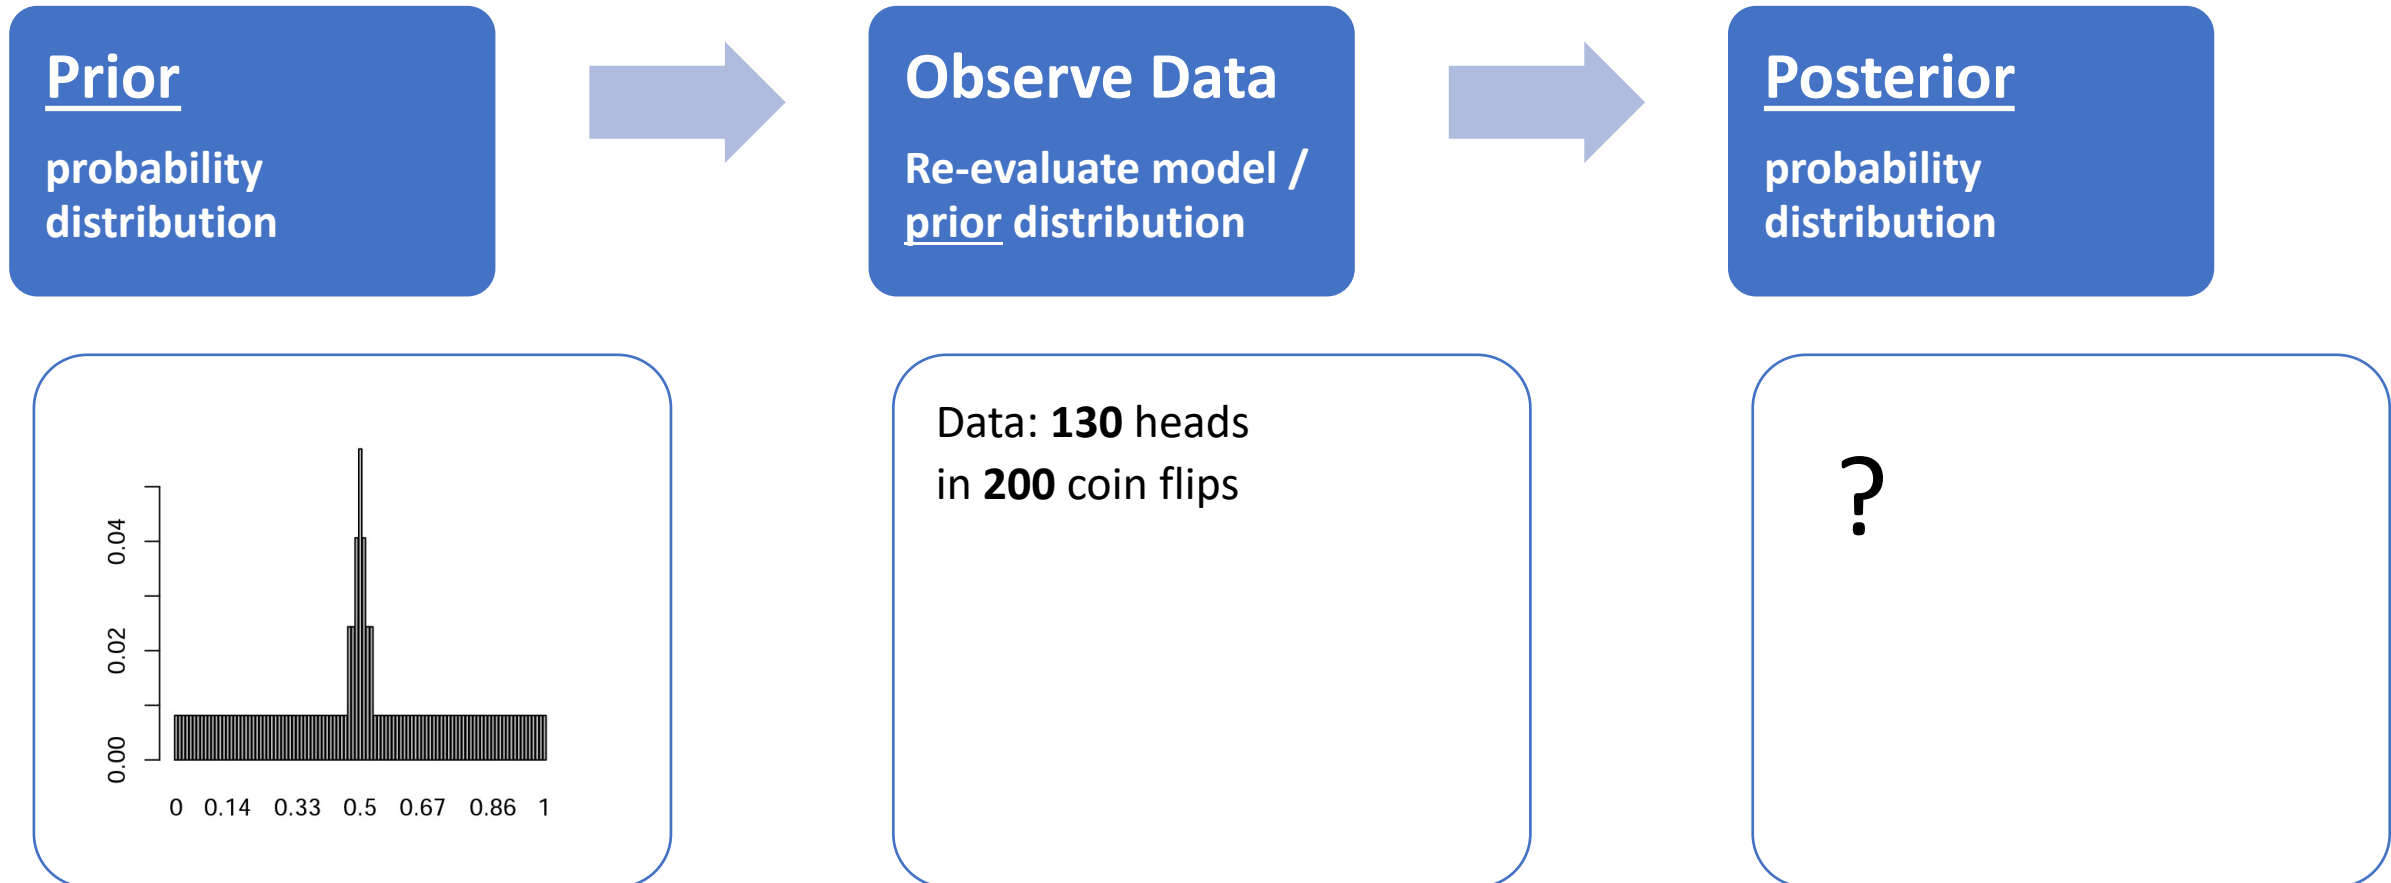 Prior
probability
distribution
Observe Data
Re-evaluate model /
prior distribution
Posterior
probability
distribution
0.04
0.02
0.00
0 0.14 0.33 0.5 0.67 0.86 1
Data: 130 heads
in 200 coin flips
?